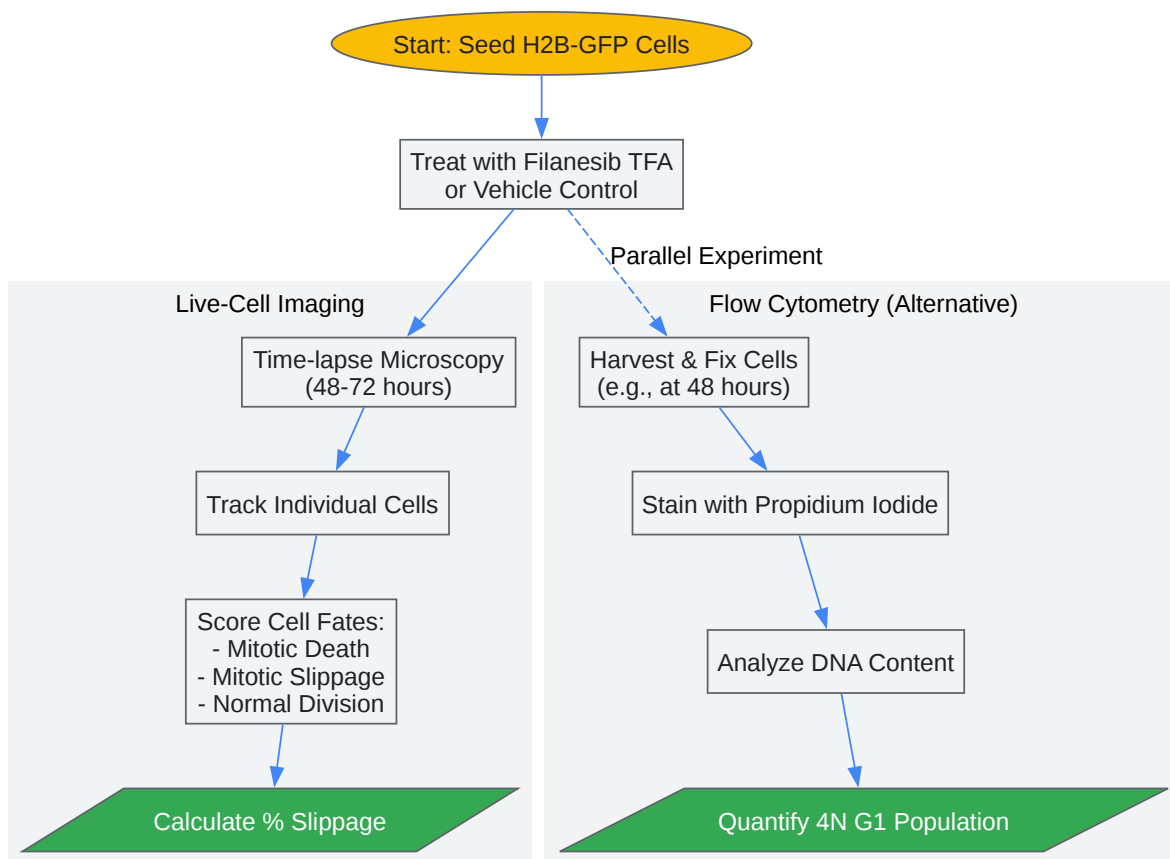 Start: Seed H2B-GFP Cells
Treat with Filanesib TFA
or Vehicle Control
Parallel Experiment
Live-Cell Imaging
Time-lapse Microscopy
(48-72 hours)
Track Individual Cells
Score Cell Fates:
- Mitotic Death
- Mitotic Slippage
- Normal Division
Calculate % Slippage
Flow Cytometry (Alternative)
Harvest & Fix Cells
(e.g., at 48 hours)
Stain with Propidium Iodide
Analyze DNA Content
Quantify 4N G1 Population